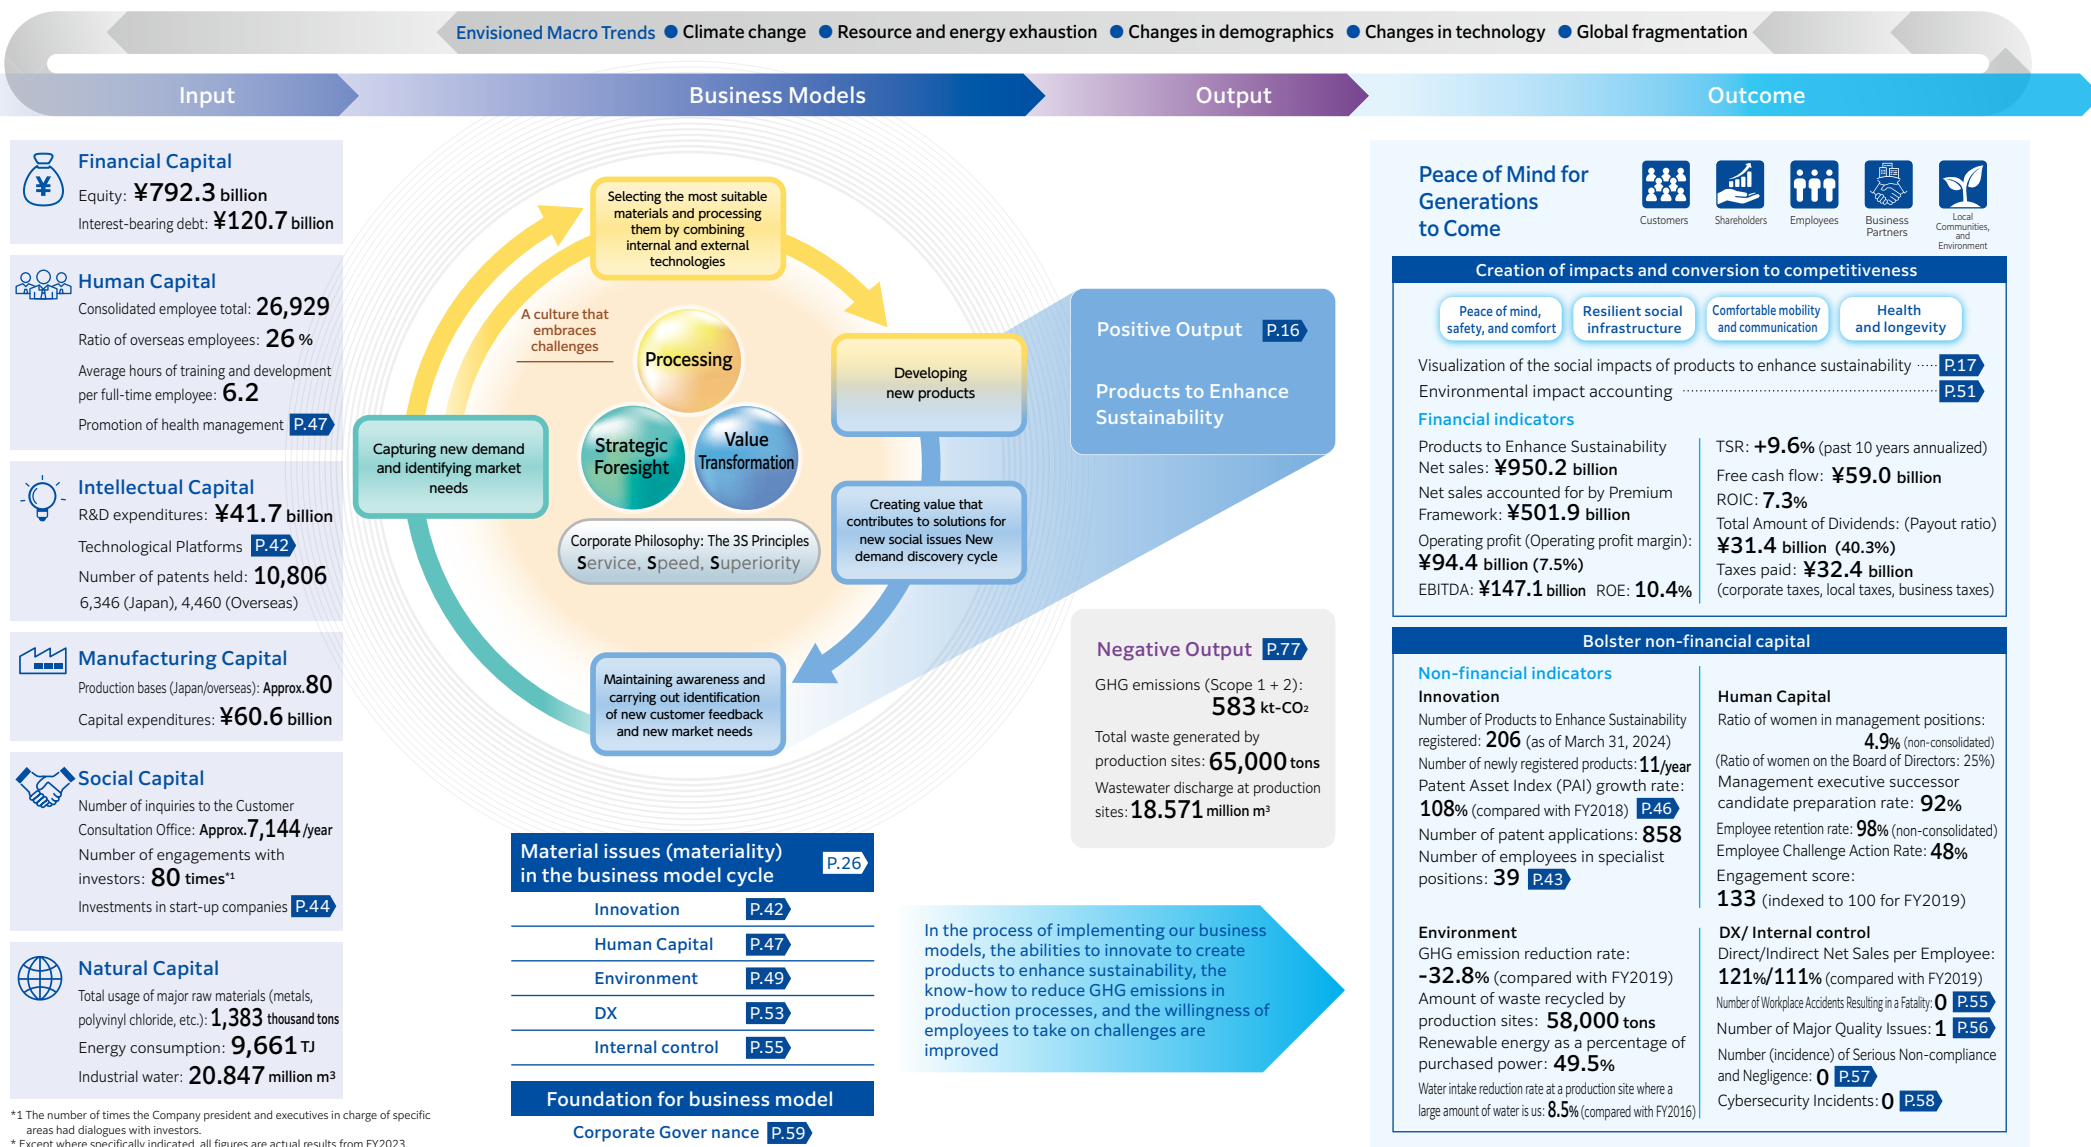 Envisioned Macro Trends ● Climate change ● Resource and energy exhaustion ● Changes in demographics ● Changes in technology ● Global fragmentation
Input
Business Models
Output
Outcome
Financial Capital
Equity: ¥792.3 billion
Interest-bearing debt: ¥120.7 billion
Human Capital
Consolidated employee total: 26,929
Ratio of overseas employees: 26 %
Average hours of training and development
per full-time employee: 6.2
Promotion of health management P.47
Intellectual Capital
R&D expenditures: ¥41.7 billion
Technological Platforms P.42
Number of patents held: 10,806
6,346 (Japan), 4,460 (Overseas)
Manufacturing Capital
Production bases (Japan/overseas): Approx. 80
Capital expenditures: ¥60.6 billion
Social Capital
Number of inquiries to the Customer
Consultation Office: Approx. 7,144 /year
Number of engagements with
investors: 80 times*1
Investments in start-up companies P.44
Natural Capital
Total usage of major raw materials (metals,
polyvinyl chloride, etc.): 1,383 thousand tons
Energy consumption: 9,661 TJ
Industrial water: 20.847 million m³
*1 The number of times the Company president and executives in charge of specific
areas had dialogues with investors.
* Except where specifically indicated, all figures are actual results from FY2023.
Selecting the most suitable
materials and processing
them by combining
internal and external
technologies
A culture that
embraces
challenges
Processing
Strategic
Foresight
Value
Transformation
Corporate Philosophy: The 3S Principles
Service, Speed, Superiority
Capturing new demand
and identifying market
needs
Developing
new products
Creating value that
contributes to solutions for
new social issues New
demand discovery cycle
Maintaining awareness and
carrying out identification
of new customer feedback
and new market needs
Material issues (materiality)
in the business model cycle P.26
Innovation P.42
Human Capital P.47
Environment P.49
DX P.53
Internal control P.55
Foundation for business model
Corporate Gover nance P.59
Positive Output P.16
Products to Enhance
Sustainability
Negative Output P.77
GHG emissions (Scope 1 + 2):
583 kt-CO₂
Total waste generated by
production sites: 65,000 tons
Wastewater discharge at production
sites: 18.571 million m³
In the process of implementing our business
models, the abilities to innovate to create
products to enhance sustainability, the
know-how to reduce GHG emissions in
production processes, and the willingness of
employees to take on challenges are
improved
Peace of Mind for
Generations
to Come
Customers
Shareholders
Employees
Business
Partners
Local
Communities,
and
Environment
Creation of impacts and conversion to competitiveness
Peace of mind,
safety, and comfort
Resilient social
infrastructure
Comfortable mobility
and communication
Health
and longevity
Visualization of the social impacts of products to enhance sustainability ····· P.17
Environmental impact accounting ····· P.51
Financial indicators
Products to Enhance Sustainability
Net sales: ¥950.2 billion
Net sales accounted for by Premium
Framework: ¥501.9 billion
Operating profit (Operating profit margin):
¥94.4 billion (7.5%)
EBITDA: ¥147.1 billion ROE: 10.4%
TSR: +9.6% (past 10 years annualized)
Free cash flow: ¥59.0 billion
ROIC: 7.3%
Total Amount of Dividends: (Payout ratio)
¥31.4 billion (40.3%)
Taxes paid: ¥32.4 billion
(corporate taxes, local taxes, business taxes)
Bolster non-financial capital
Non-financial indicators
Innovation
Number of Products to Enhance Sustainability
registered: 206 (as of March 31, 2024)
Number of newly registered products: 11/year
Patent Asset Index (PAI) growth rate:
108% (compared with FY2018) P.46
Number of patent applications: 858
Number of employees in specialist
positions: 39 P.43
Human Capital
Ratio of women in management positions:
4.9% (non-consolidated)
(Ratio of women on the Board of Directors: 25%)
Management executive successor
candidate preparation rate: 92%
Employee retention rate: 98% (non-consolidated)
Employee Challenge Action Rate: 48%
Engagement score:
133 (indexed to 100 for FY2019)
Environment
GHG emission reduction rate:
-32.8% (compared with FY2019)
Amount of waste recycled by
production sites: 58,000 tons
Renewable energy as a percentage of
purchased power: 49.5%
Water intake reduction rate at a production site where a
large amount of water is us: 8.5% (compared with FY2016)
DX/ Internal control
Direct/Indirect Net Sales per Employee:
121%/111% (compared with FY2019)
Number of Workplace Accidents Resulting in a Fatality: 0 P.55
Number of Major Quality Issues: 1 P.56
Number (incidence) of Serious Non-compliance
and Negligence: 0 P.57
Cybersecurity Incidents: 0 P.58